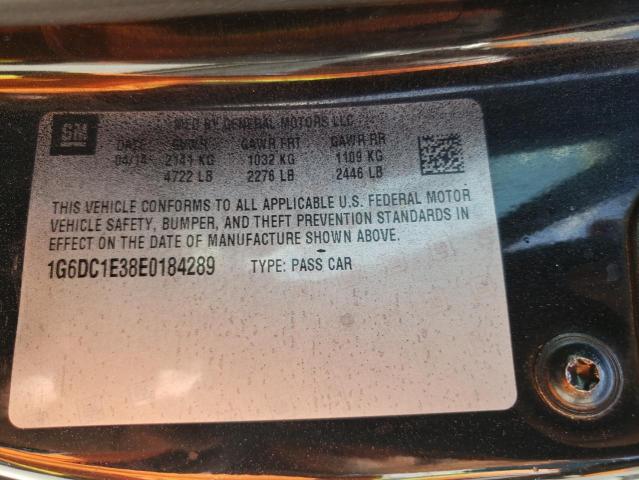 GM
MFD BY GENERAL MOTORS LLC
DATE GVWR GAWR FRT GAWR RR
04/14 2141 KG 1032 KG 1109 KG
4722 LB 2276 LB 2446 LB
THIS VEHICLE CONFORMS TO ALL APPLICABLE U.S. FEDERAL MOTOR
VEHICLE SAFETY, BUMPER, AND THEFT PREVENTION STANDARDS IN
EFFECT ON THE DATE OF MANUFACTURE SHOWN ABOVE.
1G6DC1E38E0184289 TYPE: PASS CAR